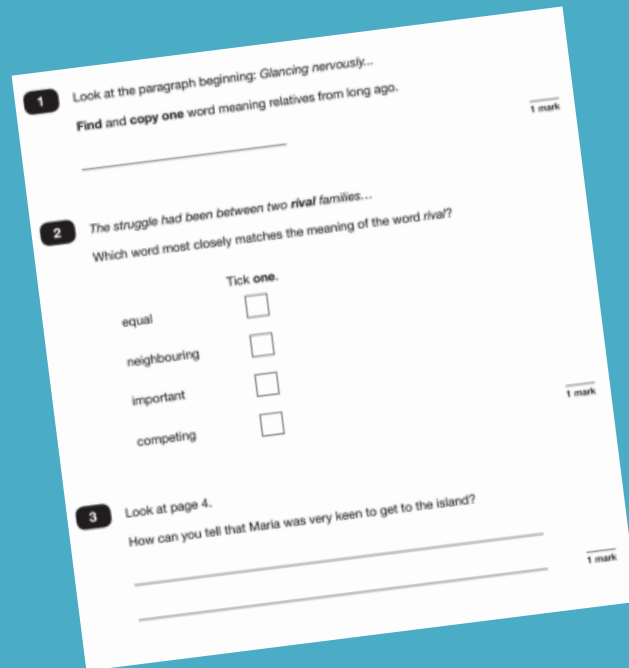 1
Look at the paragraph beginning: Glancing nervously...
Find and copy one word meaning relatives from long ago.
1 mark
2
The struggle had been between two rival families...
Which word most closely matches the meaning of the word rival?
Tick one.
equal
neighbouring
important
competing
1 mark
3
Look at page 4.
How can you tell that Maria was very keen to get to the island?
1 mark